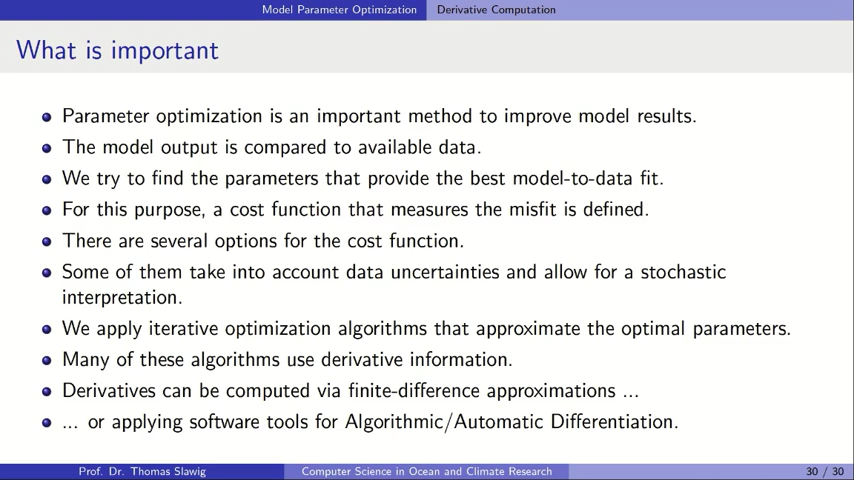 Model Parameter Optimization Derivative Computation
What is important
Parameter optimization is an important method to improve model results.
The model output is compared to available data.
We try to find the parameters that provide the best model-to-data fit.
For this purpose, a cost function that measures the misfit is defined.
There are several options for the cost function.
Some of them take into account data uncertainties and allow for a stochastic
interpretation.
We apply iterative optimization algorithms that approximate the optimal parameters.
Many of these algorithms use derivative information.
Derivatives can be computed via finite-difference approximations ...
... or applying software tools for Algorithmic/Automatic Differentiation.
Prof. Dr. Thomas Slawig Computer Science in Ocean and Climate Research 30 / 30